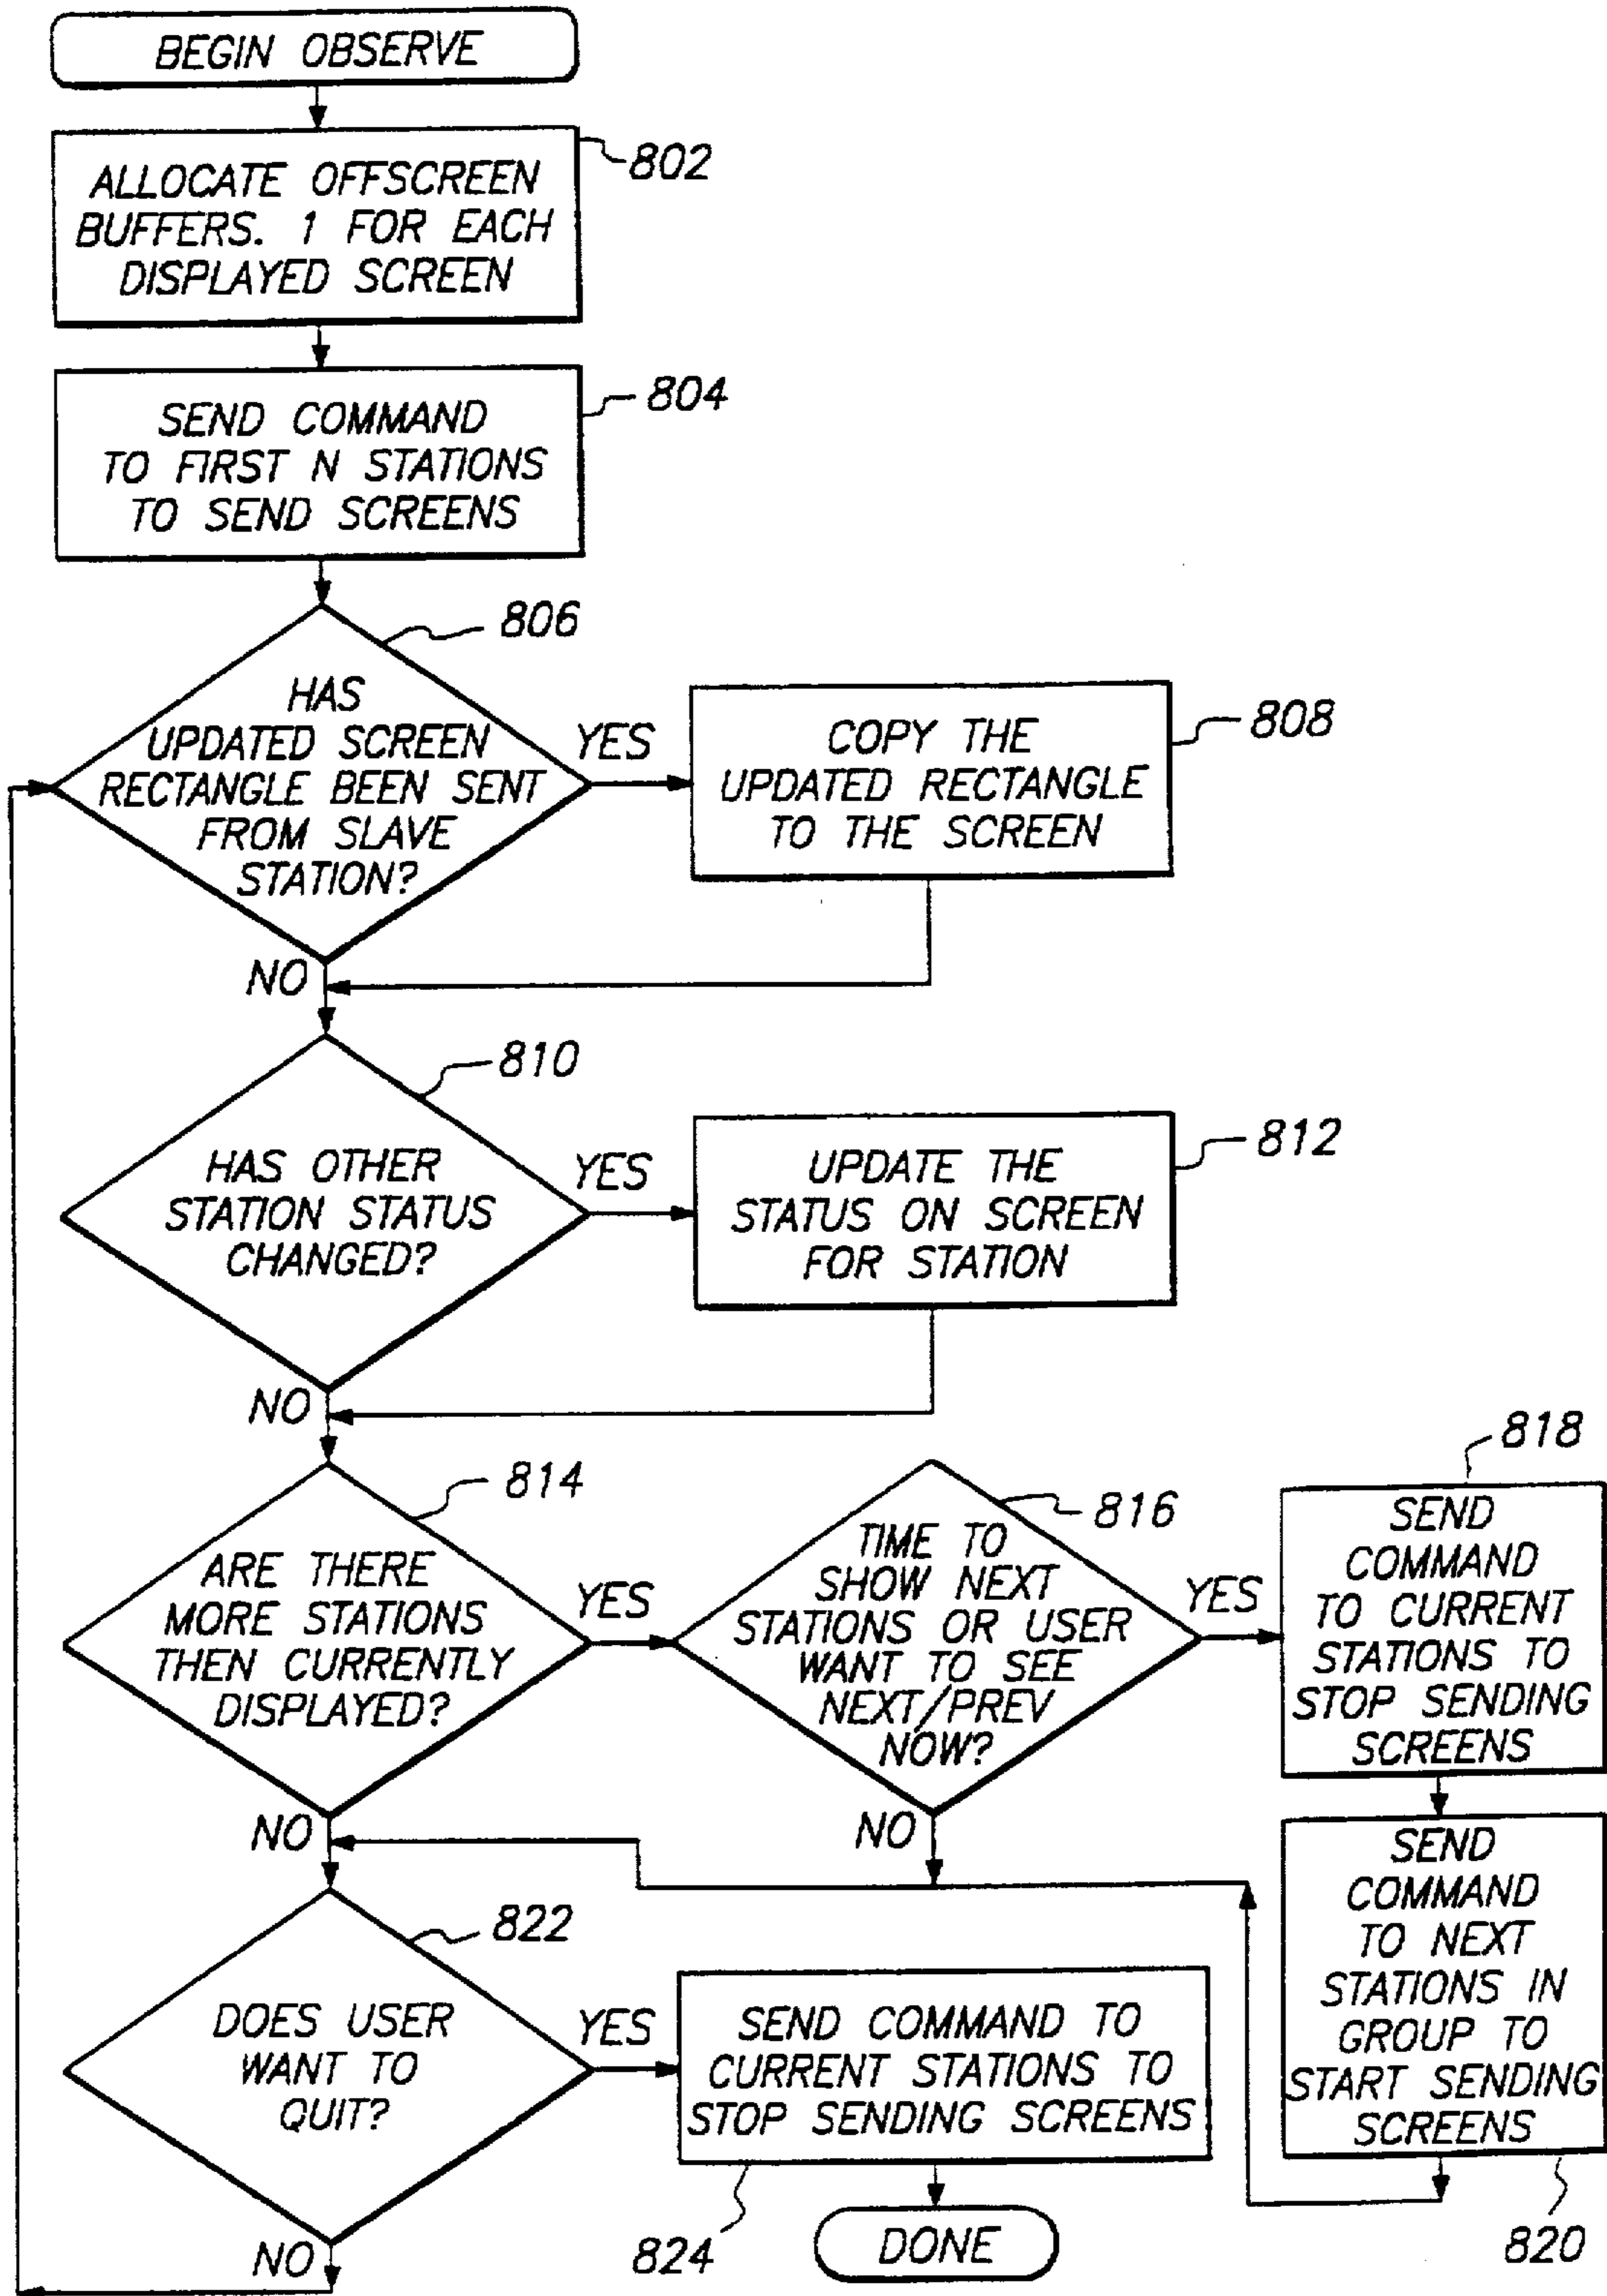 BEGIN OBSERVE
802
ALLOCATE OFFSCREEN
BUFFERS. 1 FOR EACH
DISPLAYED SCREEN
804
SEND COMMAND
TO FIRST N STATIONS
TO SEND SCREENS
806
HAS
UPDATED SCREEN
RECTANGLE BEEN SENT
FROM SLAVE
STATION?
YES
808
COPY THE
UPDATED RECTANGLE
TO THE SCREEN
NO
810
HAS OTHER
STATION STATUS
CHANGED?
YES
812
UPDATE THE
STATUS ON SCREEN
FOR STATION
NO
814
ARE THERE
MORE STATIONS
THEN CURRENTLY
DISPLAYED?
YES
816
TIME TO
SHOW NEXT
STATIONS OR USER
WANT TO SEE
NEXT/PREV
NOW?
YES
818
SEND
COMMAND
TO CURRENT
STATIONS TO
STOP SENDING
SCREENS
NO
NO
SEND
COMMAND
TO NEXT
STATIONS IN
GROUP TO
START SENDING
SCREENS
820
822
DOES USER
WANT TO
QUIT?
YES
SEND COMMAND TO
CURRENT STATIONS TO
STOP SENDING SCREENS
824
NO
DONE